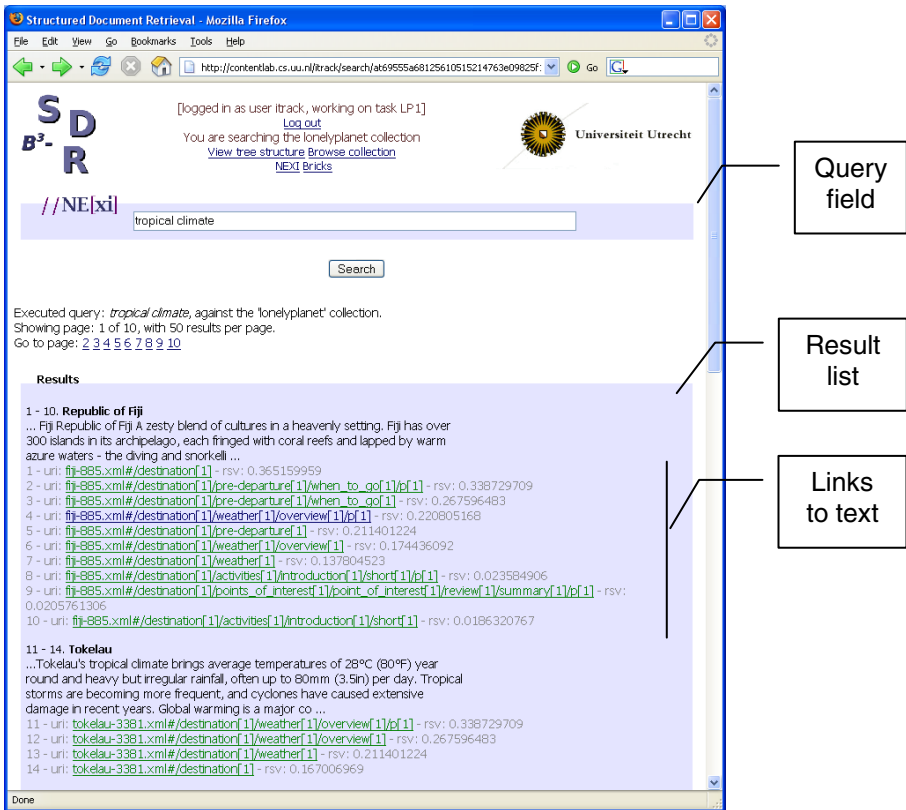 Structured Document Retrieval - Mozilla Firefox
File Edit View Go Bookmarks Tools Help
http://contentlab.cs.uu.nl/itrack/search/at69555a68125610515214763e09825f: Go G
S D B³- R
[logged in as user itrack, working on task LP1]
Log out
You are searching the lonelyplanet collection
View tree structure Browse collection
NEXI Bricks
Universiteit Utrecht
//NE[xi]
tropical climate
Search
Executed query: tropical climate, against the 'lonelyplanet' collection.
Showing page: 1 of 10, with 50 results per page.
Go to page: 2 3 4 5 6 7 8 9 10
Results
1 - 10. Republic of Fiji
... Fiji Republic of Fiji A zesty blend of cultures in a heavenly setting. Fiji has over
300 islands in its archipelago, each fringed with coral reefs and lapped by warm
azure waters - the diving and snorkelli ...
1 - uri: fiji-885.xml#/destination[1] - rsv: 0.365159959
2 - uri: fiji-885.xml#/destination[1]/pre-departure[1]/when_to_go[1]/p[1] - rsv: 0.338729709
3 - uri: fiji-885.xml#/destination[1]/pre-departure[1]/when_to_go[1] - rsv: 0.267596483
4 - uri: fiji-885.xml#/destination[1]/weather[1]/overview[1]/p[1] - rsv: 0.220805168
5 - uri: fiji-885.xml#/destination[1]/pre-departure[1] - rsv: 0.211401224
6 - uri: fiji-885.xml#/destination[1]/weather[1]/overview[1] - rsv: 0.174436092
7 - uri: fiji-885.xml#/destination[1]/weather[1] - rsv: 0.137804523
8 - uri: fiji-885.xml#/destination[1]/activities[1]/introduction[1]/short[1]/p[1] - rsv: 0.023584906
9 - uri: fiji-885.xml#/destination[1]/points_of_interest[1]/point_of_interest[1]/review[1]/summary[1]/p[1] - rsv:
0.0205761306
10 - uri: fiji-885.xml#/destination[1]/activities[1]/introduction[1]/short[1] - rsv: 0.0186320767
11 - 14. Tokelau
...Tokelau's tropical climate brings average temperatures of 28°C (80°F) year
round and heavy but irregular rainfall, often up to 80mm (3.5in) per day. Tropical
storms are becoming more frequent, and cyclones have caused extensive
damage in recent years. Global warming is a major co ...
11 - uri: tokelau-3381.xml#/destination[1]/weather[1]/overview[1]/p[1] - rsv: 0.338729709
12 - uri: tokelau-3381.xml#/destination[1]/weather[1]/overview[1] - rsv: 0.267596483
13 - uri: tokelau-3381.xml#/destination[1]/weather[1] - rsv: 0.211401224
14 - uri: tokelau-3381.xml#/destination[1] - rsv: 0.167006969
Done
Query
field
Result
list
Links
to text